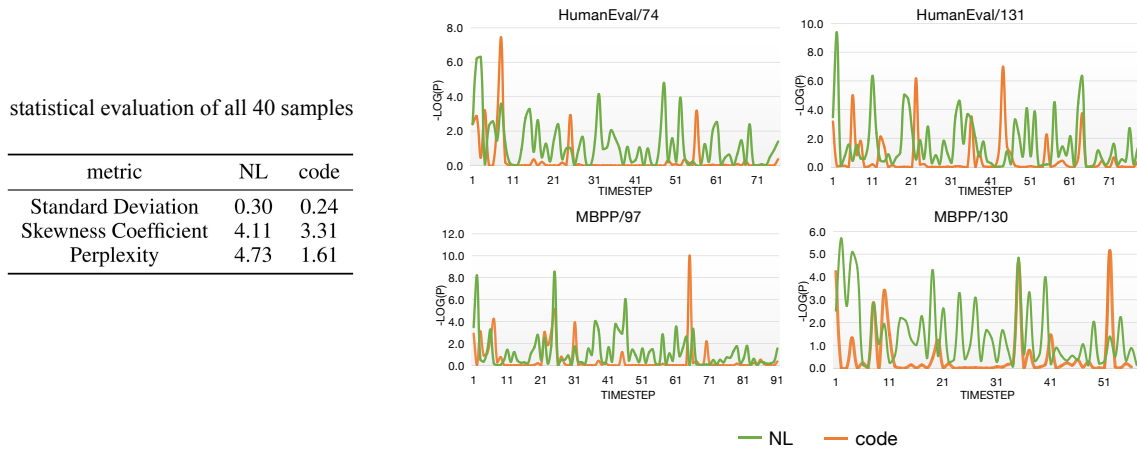 statistical evaluation of all 40 samples
metric NL code
Standard Deviation 0.30 0.24
Skewness Coefficient 4.11 3.31
Perplexity 4.73 1.61
HumanEval/74
-LOG(P)
8.0
6.0
4.0
2.0
0.0
1 11 21 31 41 51 61 71
TIMESTEP
HumanEval/131
-LOG(P)
10.0
8.0
6.0
4.0
2.0
0.0
1 11 21 31 41 51 61 71
TIMESTEP
MBPP/97
-LOG(P)
12.0
10.0
8.0
6.0
4.0
2.0
0.0
1 11 21 31 41 51 61 71 81 91
TIMESTEP
MBPP/130
-LOG(P)
6.0
5.0
4.0
3.0
2.0
1.0
0.0
1 11 21 31 41 51
TIMESTEP
NL code